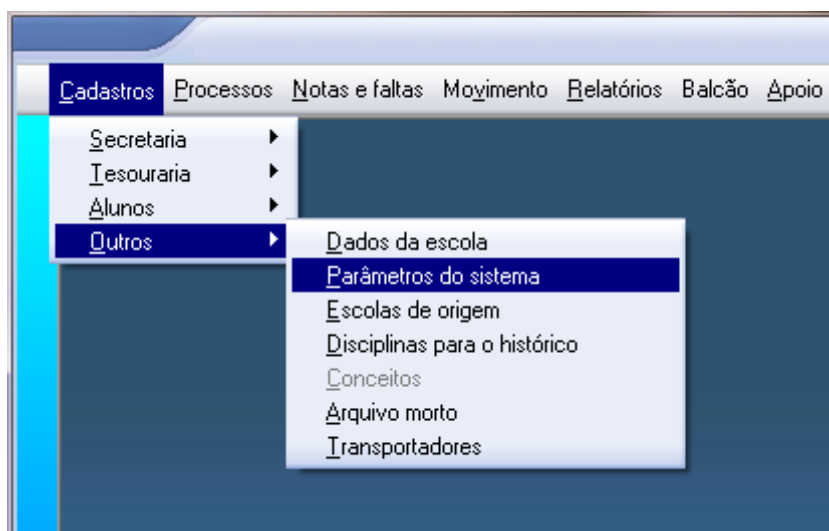 Cadastros Processos Notas e faltas Movimento Relatórios Balcão Apoio
Secretaria
Tesouraria
Alunos
Outros
Dados da escola
Parâmetros do sistema
Escolas de origem
Disciplinas para o histórico
Conceitos
Arquivo morto
Transportadores